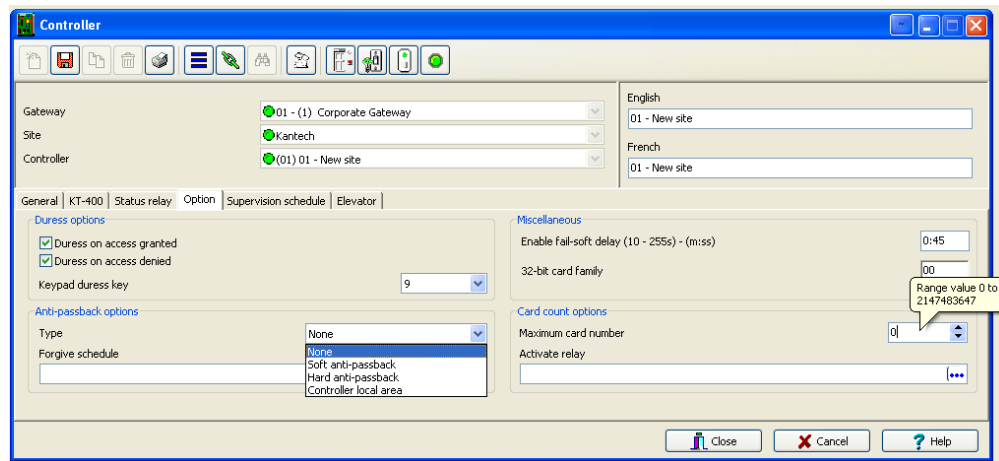 Controller
Gateway
01 - (1) Corporate Gateway
Site
Kantech
Controller
(01) 01 - New site
English
01 - New site
French
01 - New site
General KT-400 Status relay Option Supervision schedule Elevator
Duress options
Duress on access granted
Duress on access denied
Keypad duress key
9
Miscellaneous
Enable fail-soft delay (10 - 255s) - (m:ss)
0:45
32-bit card family
00
Range value 0 to
2147483647
Anti-passback options
Type
None
None
Soft anti-passback
Hard anti-passback
Controller local area
Forgive schedule
Card count options
Maximum card number
0
Activate relay
Close
Cancel
? Help